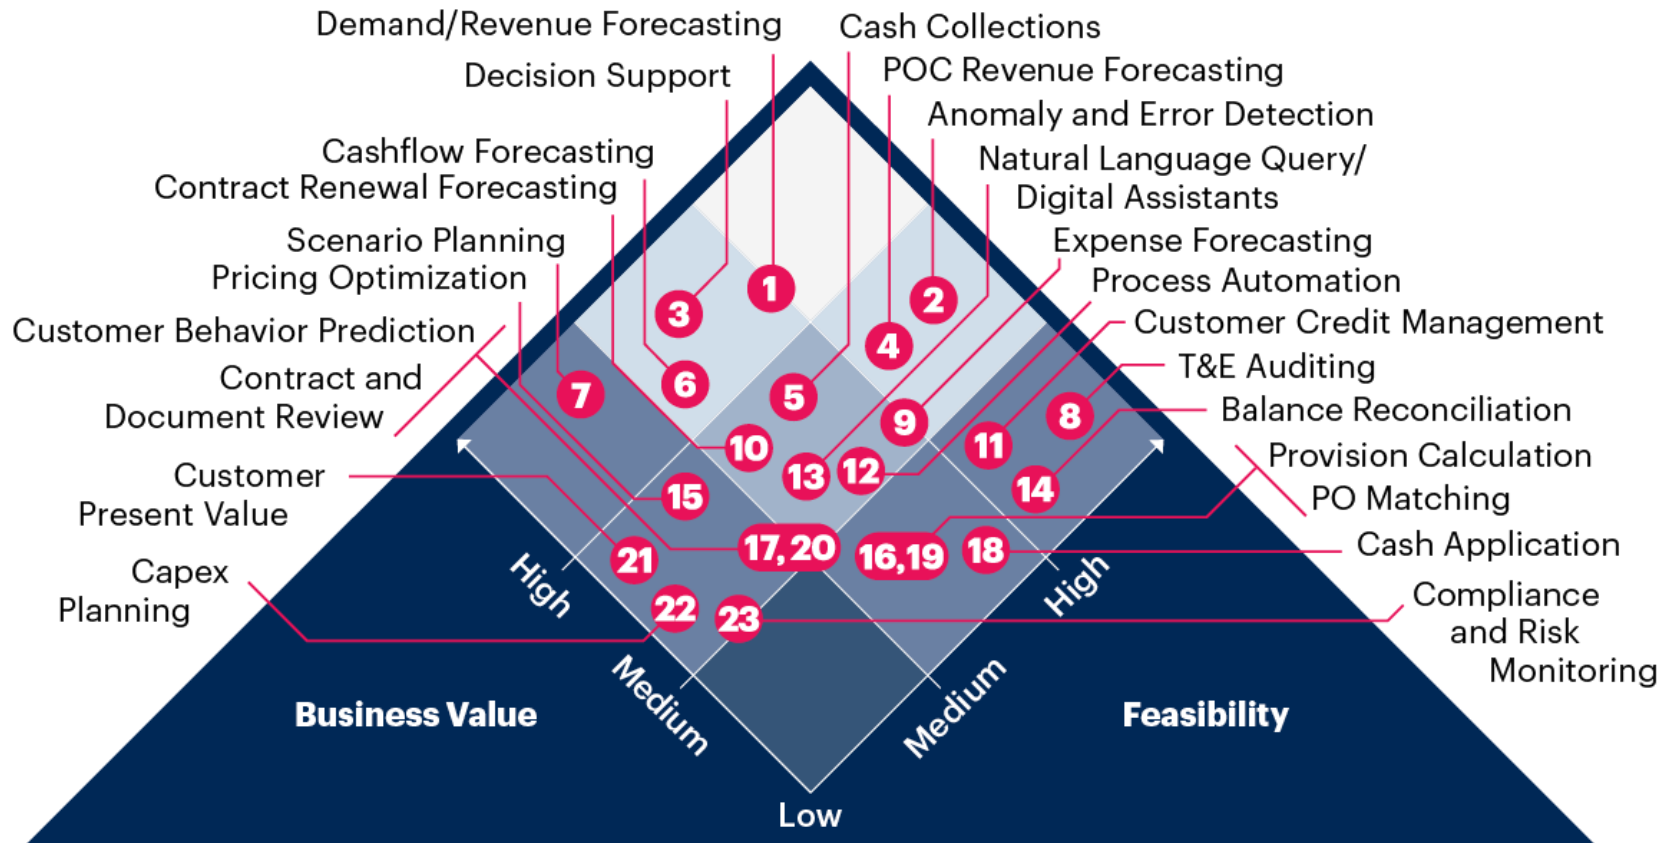 Demand/Revenue Forecasting
Cash Collections
Decision Support
POC Revenue Forecasting
Anomaly and Error Detection
Cashflow Forecasting
Natural Language Query/
Digital Assistants
Contract Renewal Forecasting
Scenario Planning
Expense Forecasting
Pricing Optimization
Process Automation
Customer Behavior Prediction
Customer Credit Management
Contract and
Document Review
T&E Auditing
Balance Reconciliation
Provision Calculation
PO Matching
Customer
Present Value
Cash Application
Capex
Planning
Compliance
and Risk
Monitoring
1
2
3
4
6
7
5
8
9
10
11
13
12
14
15
17, 20
16,19
18
21
22
23
High
High
Medium
Medium
Business Value
Feasibility
Low